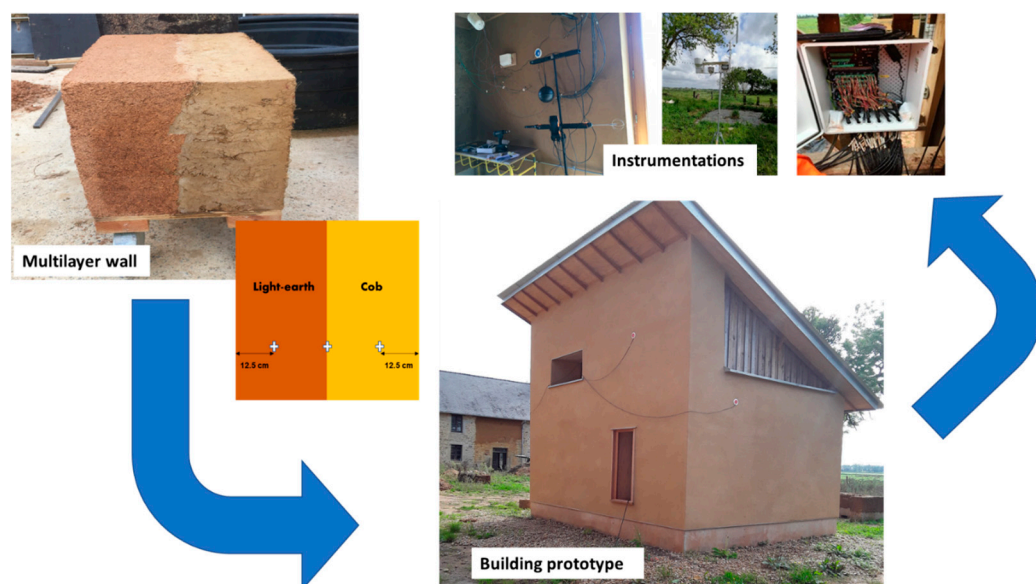 Instrumentations
Multilayer wall
Light-earth
Cob
12.5 cm
12.5 cm
Building prototype